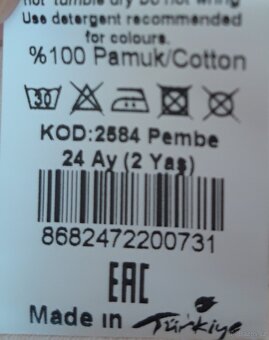 not tumble dry Do not wring
Use detergent recommended
for colours.
%100 Pamuk/Cotton
30
KOD:2584 Pembe
24 Ay (2 Yaş)
8682472200731
EAC
Made in Türkiye